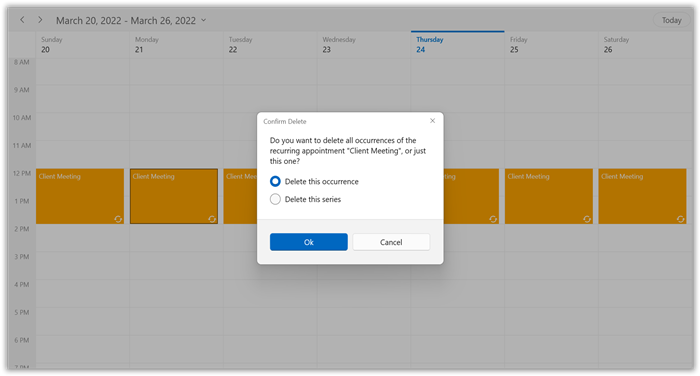 March 20, 2022 - March 26, 2022
Today
Sunday
20
Monday
21
Tuesday
22
Wednesday
23
Thursday
24
Friday
25
Saturday
26
8 AM
9 AM
10 AM
11 AM
12 PM
1 PM
2 PM
3 PM
4 PM
5 PM
6 PM
7 PM
Client Meeting
Client Meeting
Client
Meeting
Client Meeting
Client Meeting
Confirm Delete
Do you want to delete all occurrences of the
recurring appointment "Client Meeting", or just
this one?
Delete this occurrence
Delete this series
Ok
Cancel